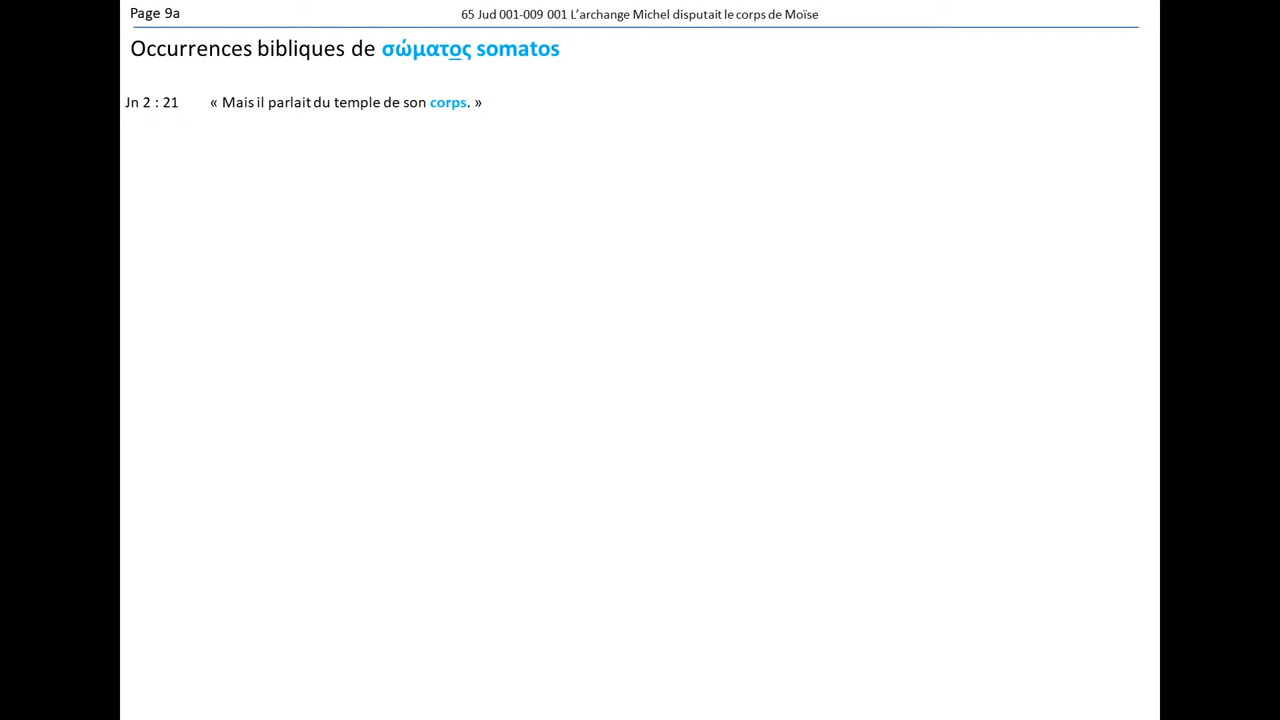 Page 9a
65 Jud 001-009 001 L’archange Michel disputait le corps de Moïse
Occurrences bibliques de σώματος somatos
Jn 2 : 21 « Mais il parlait du temple de son corps. »